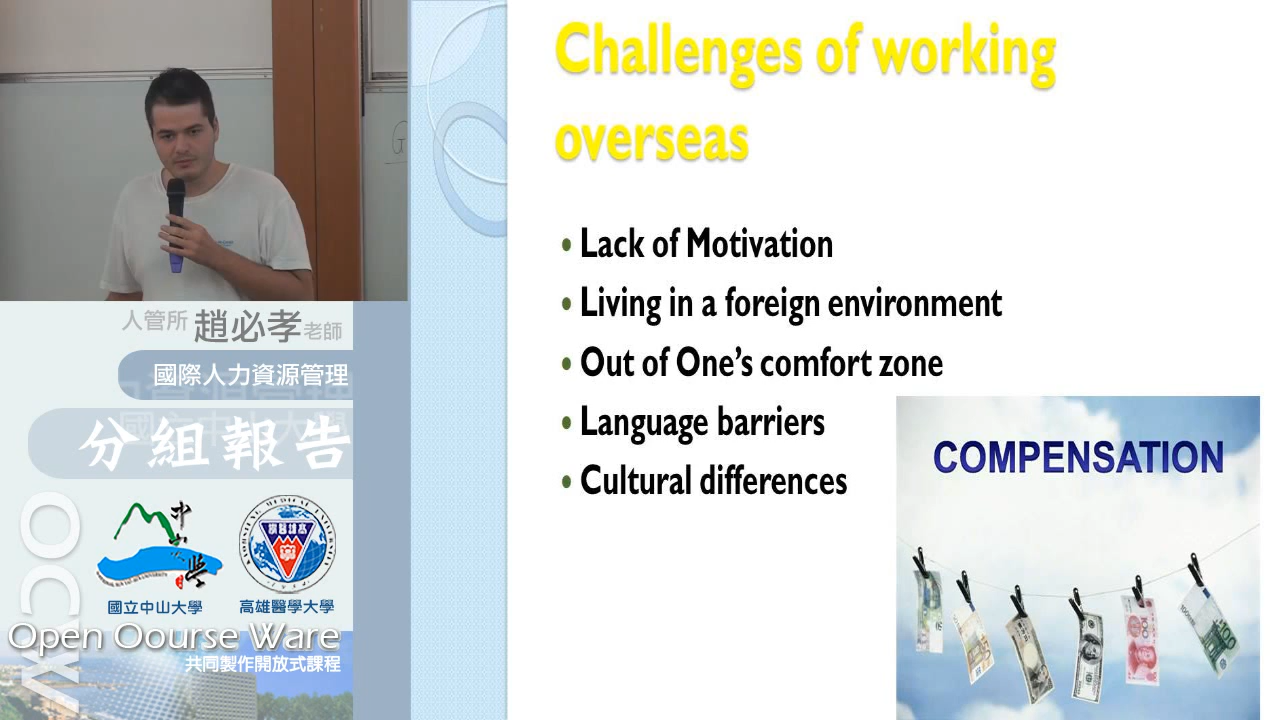 Challenges of working
overseas
• Lack of Motivation
• Living in a foreign environment
• Out of One's comfort zone
• Language barriers
• Cultural differences
COMPENSATION
人管所 趙必孝老師
國際人力資源管理
分組報告
國立中山大學
高雄醫學大學
Open Oourse Ware
共同製作開放式課程
OCW